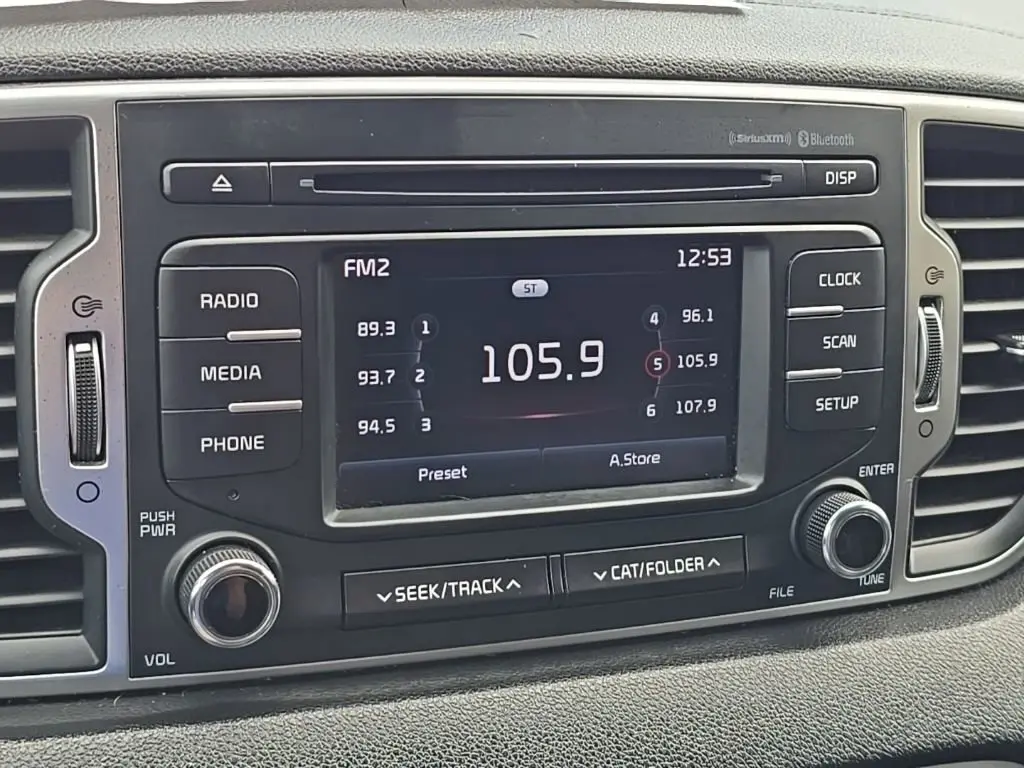 ((SiriusXM)) Bluetooth
DISP
FM2 12:53
ST
RADIO
MEDIA
PHONE
89.3 1
93.7 2
94.5 3
105.9
4 96.1
5 105.9
6 107.9
Preset A.Store
CLOCK
SCAN
SETUP
PUSH
PWR
VOL
SEEK/TRACK
CAT/FOLDER
ENTER
FILE
TUNE